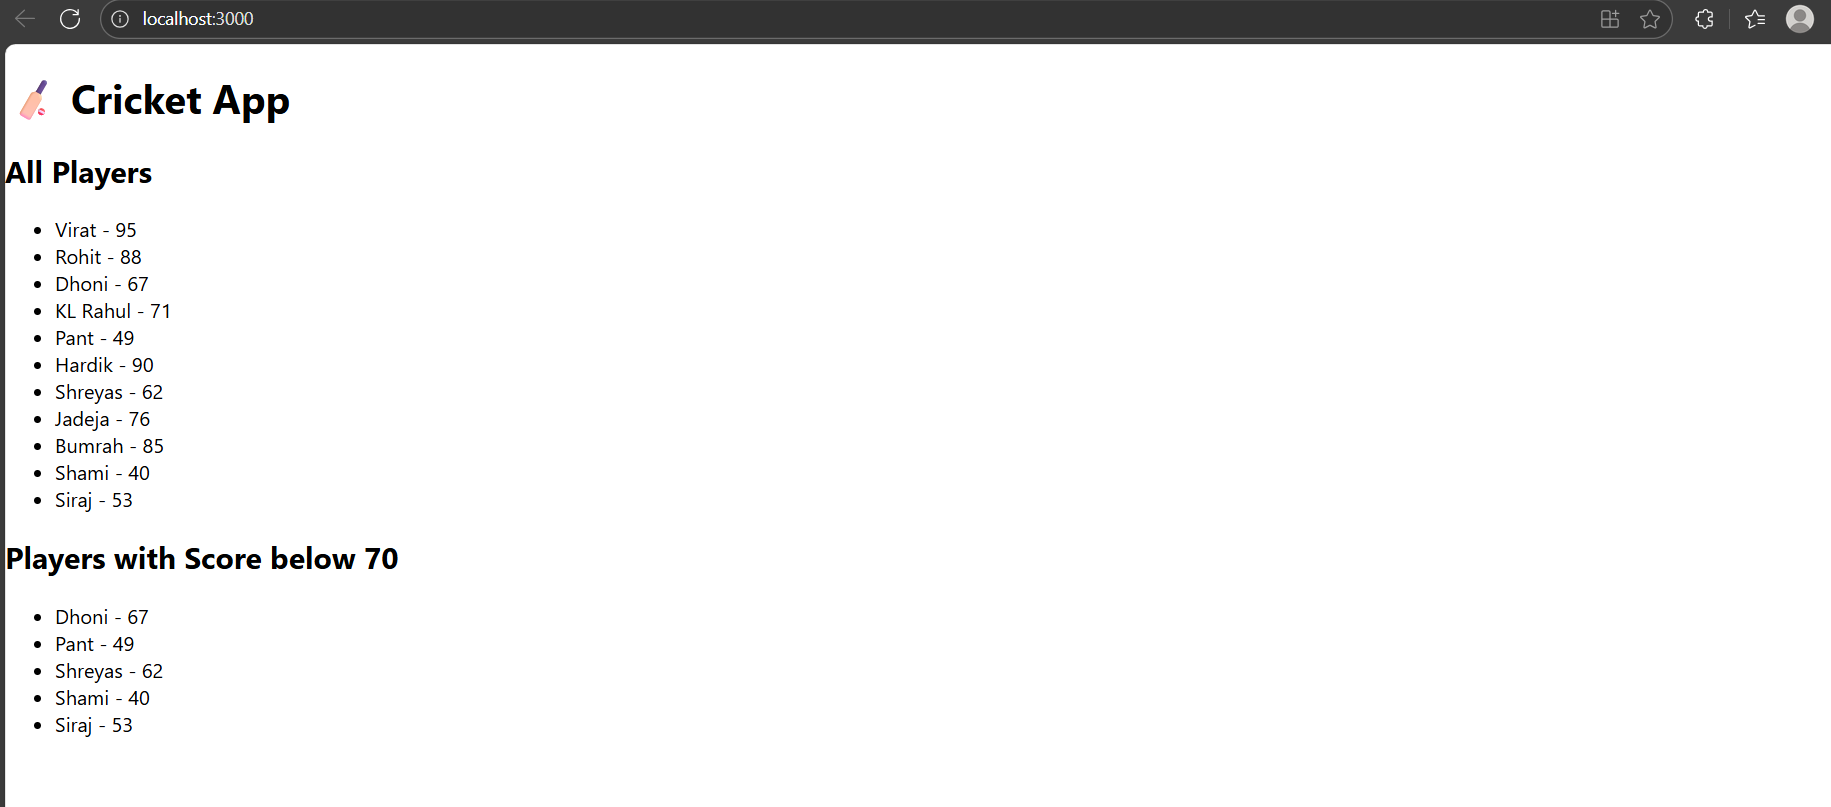 localhost:3000
Cricket App
All Players
Virat - 95
Rohit - 88
Dhoni - 67
KL Rahul - 71
Pant - 49
Hardik - 90
Shreyas - 62
Jadeja - 76
Bumrah - 85
Shami - 40
Siraj - 53
Players with Score below 70
Dhoni - 67
Pant - 49
Shreyas - 62
Shami - 40
Siraj - 53